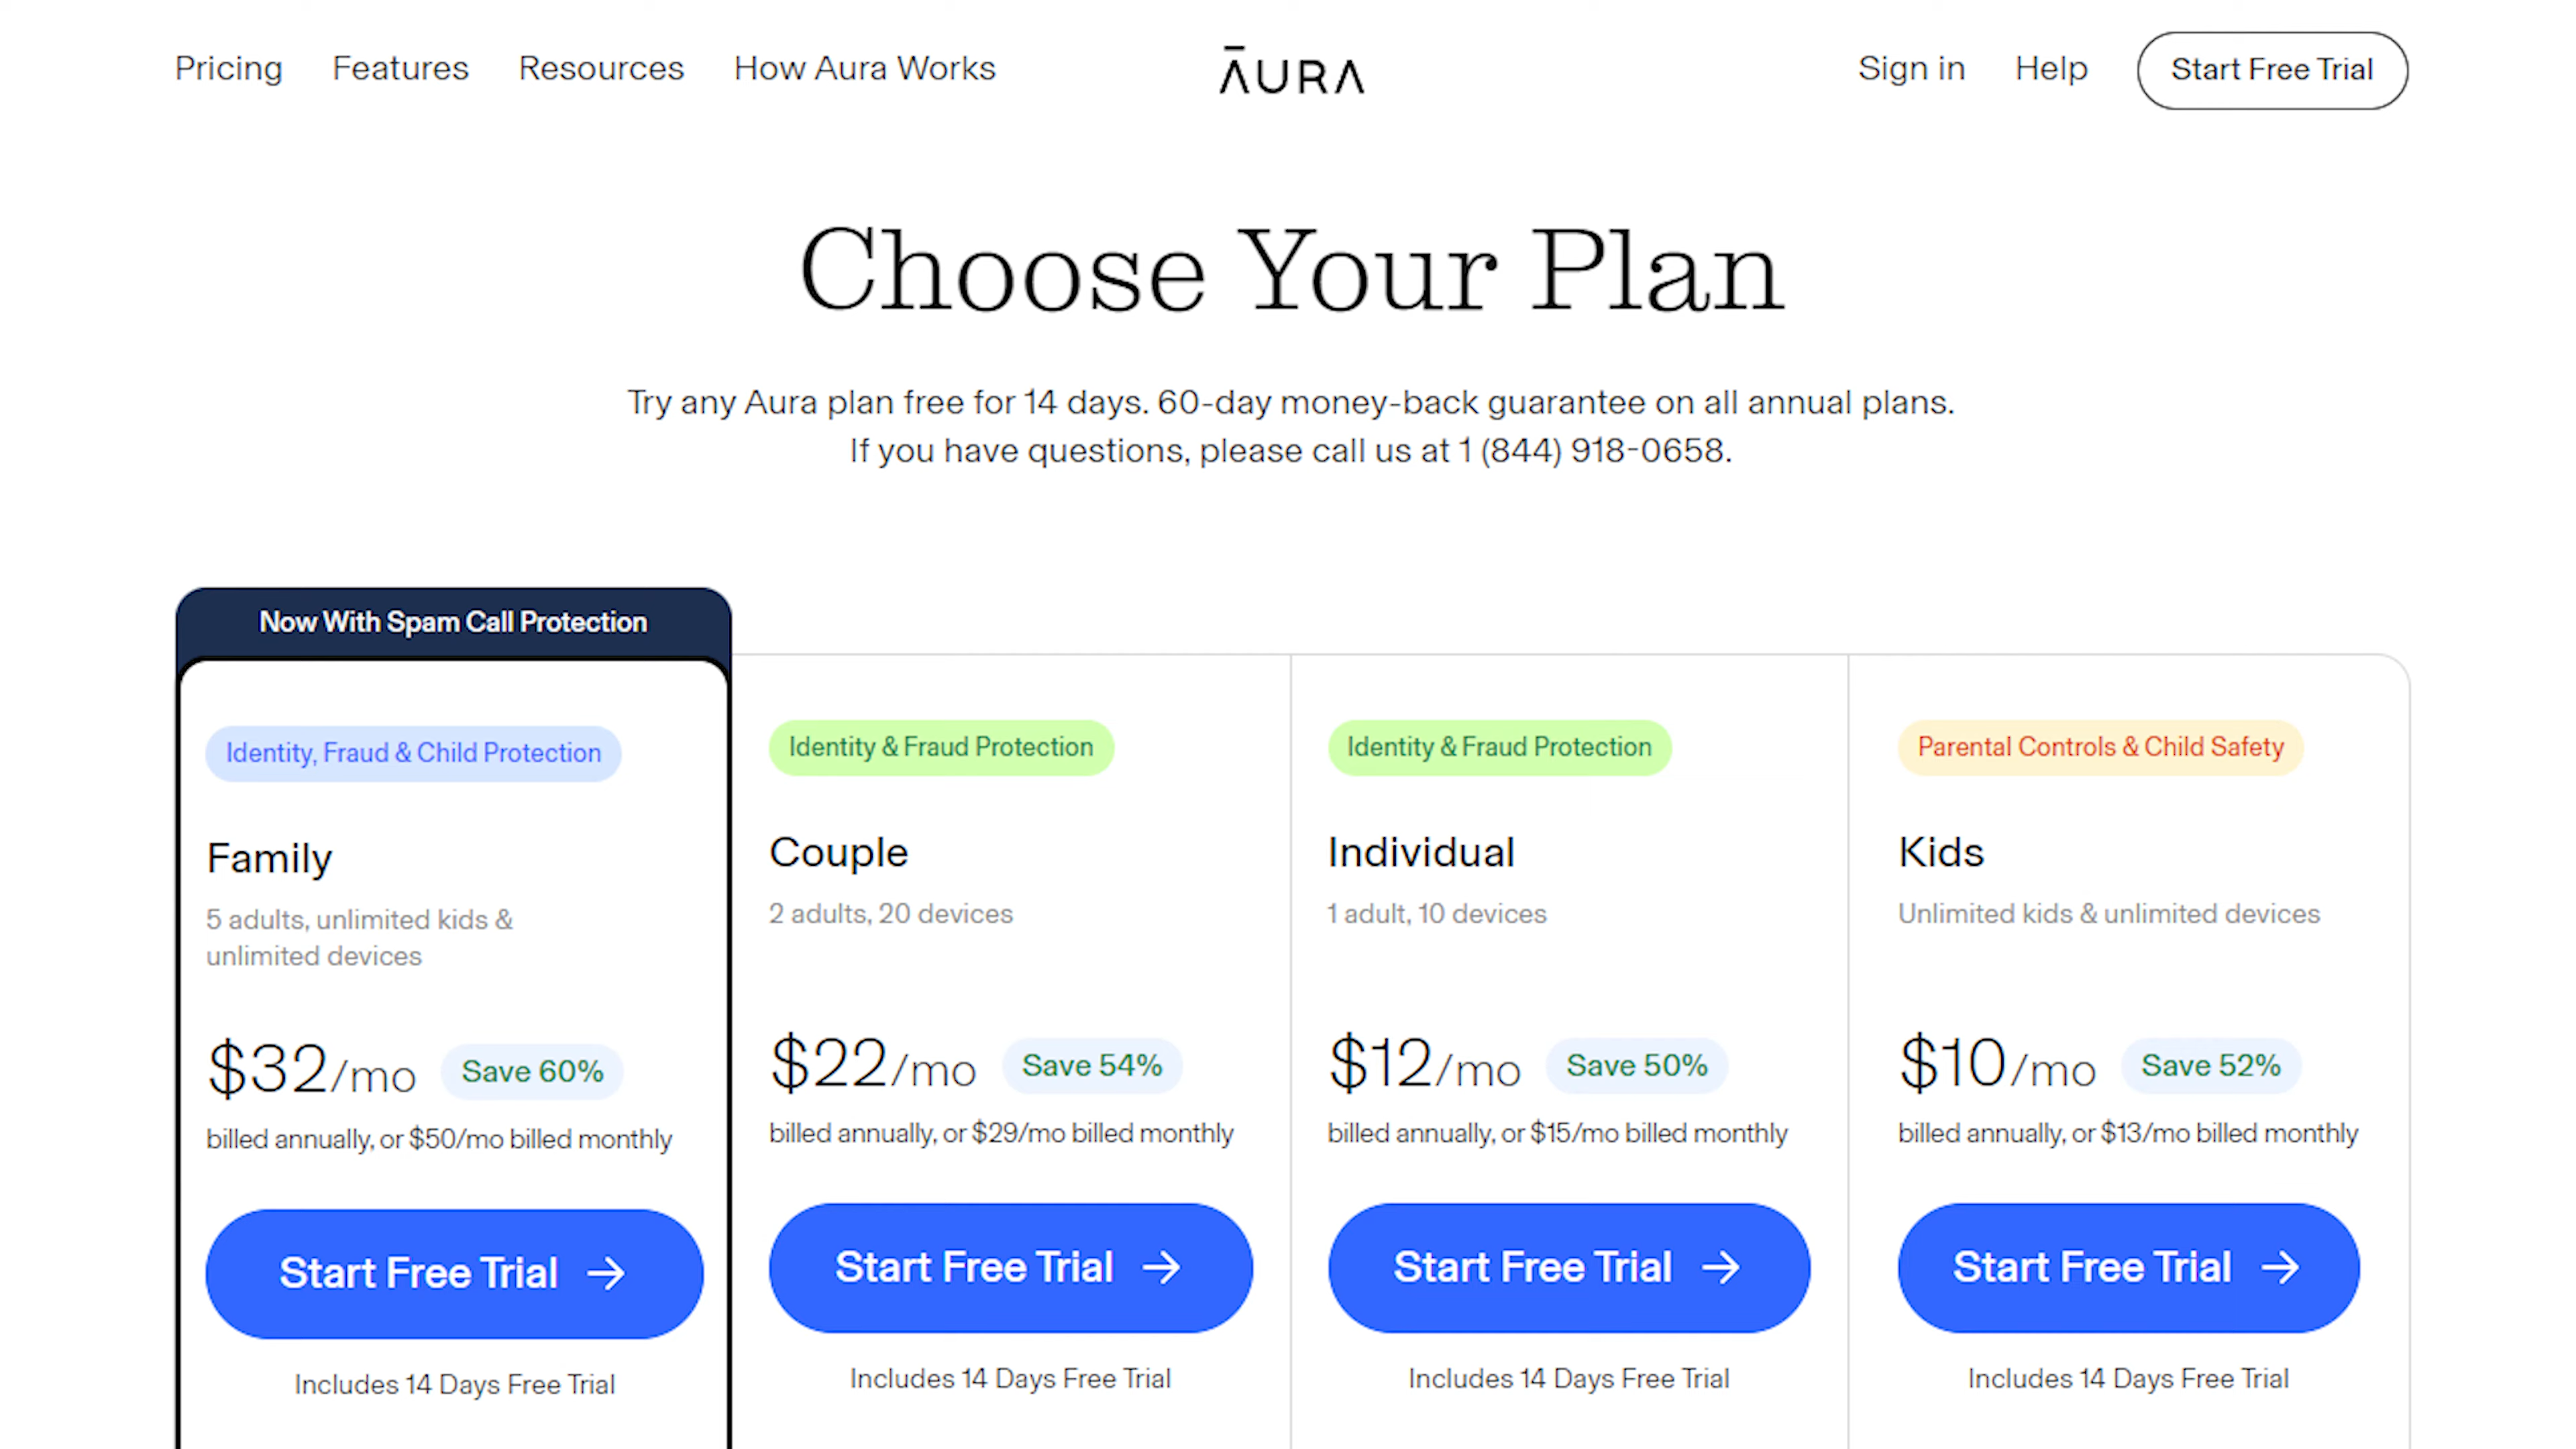 Pricing
Features
Resources
How Aura Works
ĀURA
Sign in
Help
Start Free Trial
Choose Your Plan
Try any Aura plan free for 14 days. 60-day money-back guarantee on all annual plans.
If you have questions, please call us at 1 (844) 918-0658.
Now With Spam Call Protection
Identity, Fraud & Child Protection
Family
5 adults, unlimited kids &
unlimited devices
$32/mo
Save 60%
billed annually, or $50/mo billed monthly
Start Free Trial →
Includes 14 Days Free Trial
Identity & Fraud Protection
Couple
2 adults, 20 devices
$22/mo
Save 54%
billed annually, or $29/mo billed monthly
Start Free Trial →
Includes 14 Days Free Trial
Identity & Fraud Protection
Individual
1 adult, 10 devices
$12/mo
Save 50%
billed annually, or $15/mo billed monthly
Start Free Trial →
Includes 14 Days Free Trial
Parental Controls & Child Safety
Kids
Unlimited kids & unlimited devices
$10/mo
Save 52%
billed annually, or $13/mo billed monthly
Start Free Trial →
Includes 14 Days Free Trial